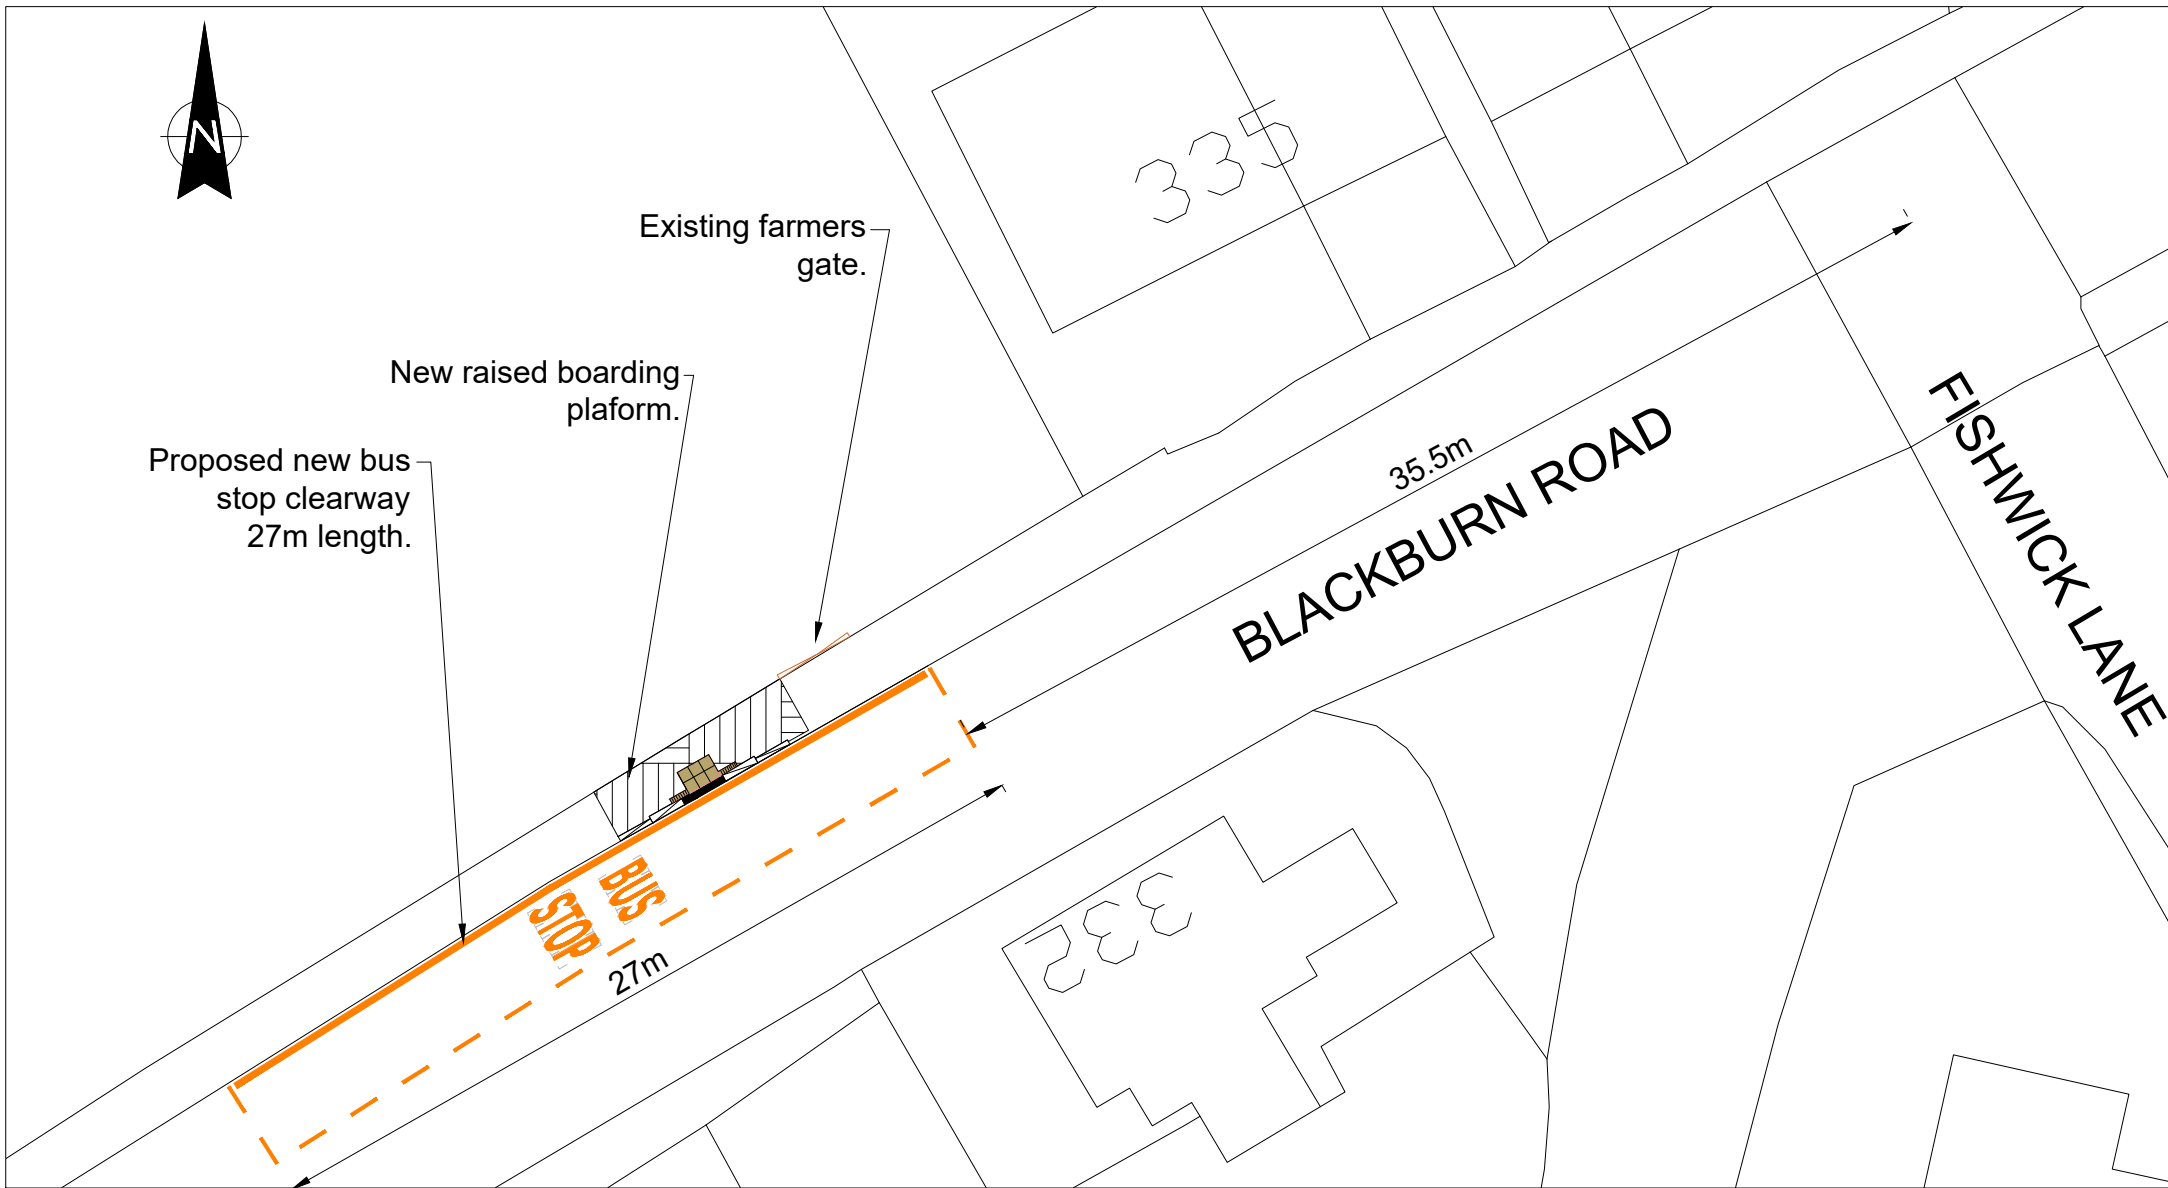 N
335
Existing farmers
gate.
New raised boarding
plaform.
Proposed new bus
stop clearway
27m length.
35.5m
BLACKBURN ROAD
FISHWICK LANE
BUS
STOP
27m
335